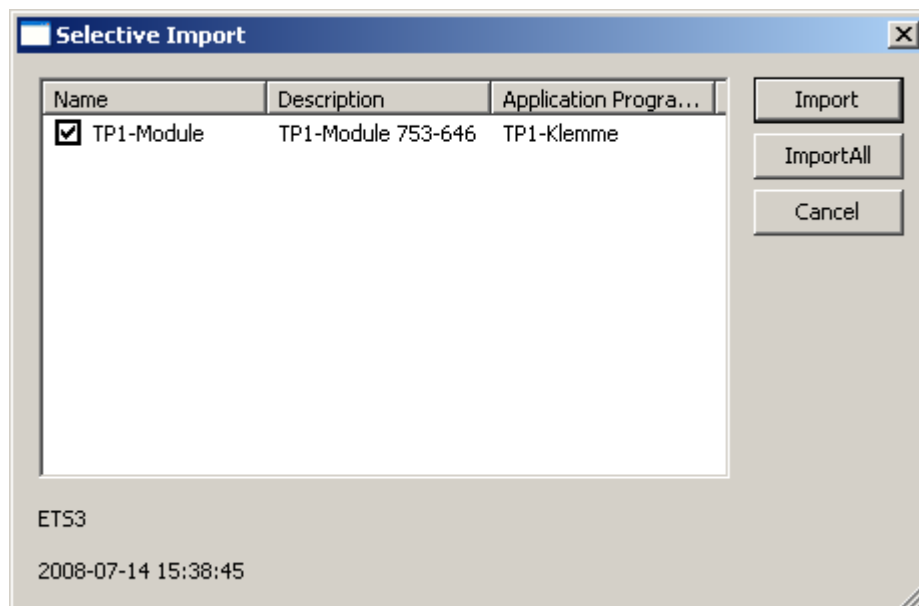 Selective Import
Name Description Application Progra...
TP1-Module TP1-Module 753-646 TP1-Klemme
Import
ImportAll
Cancel
ETS3
2008-07-14 15:38:45